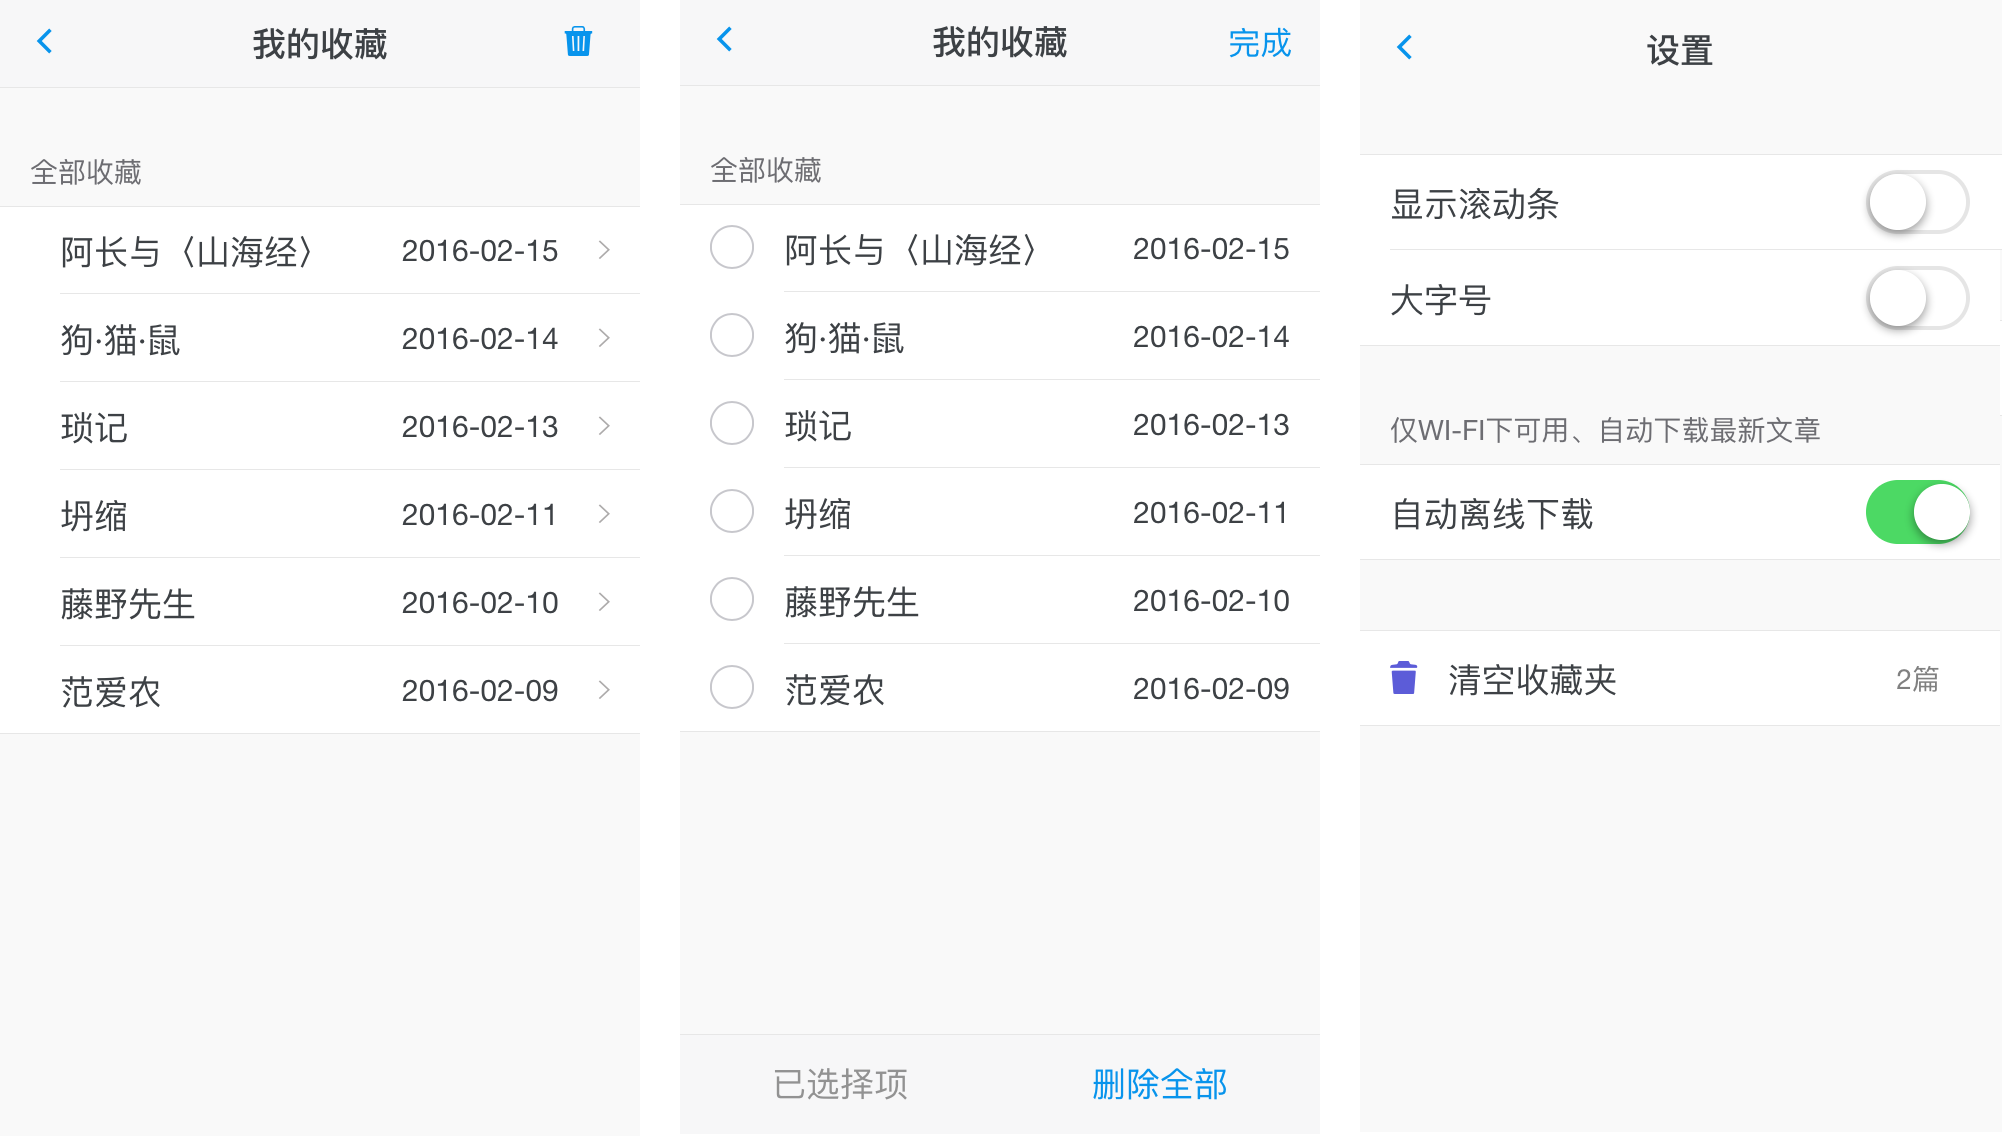 我的收藏
全部收藏
阿长与〈山海经〉 2016-02-15
狗·猫·鼠 2016-02-14
琐记 2016-02-13
坍缩 2016-02-11
藤野先生 2016-02-10
范爱农 2016-02-09
我的收藏 完成
全部收藏
阿长与〈山海经〉 2016-02-15
狗·猫·鼠 2016-02-14
琐记 2016-02-13
坍缩 2016-02-11
藤野先生 2016-02-10
范爱农 2016-02-09
已选择项 删除全部
设置
显示滚动条
大字号
仅WI-FI下可用、自动下载最新文章
自动离线下载
清空收藏夹 2篇